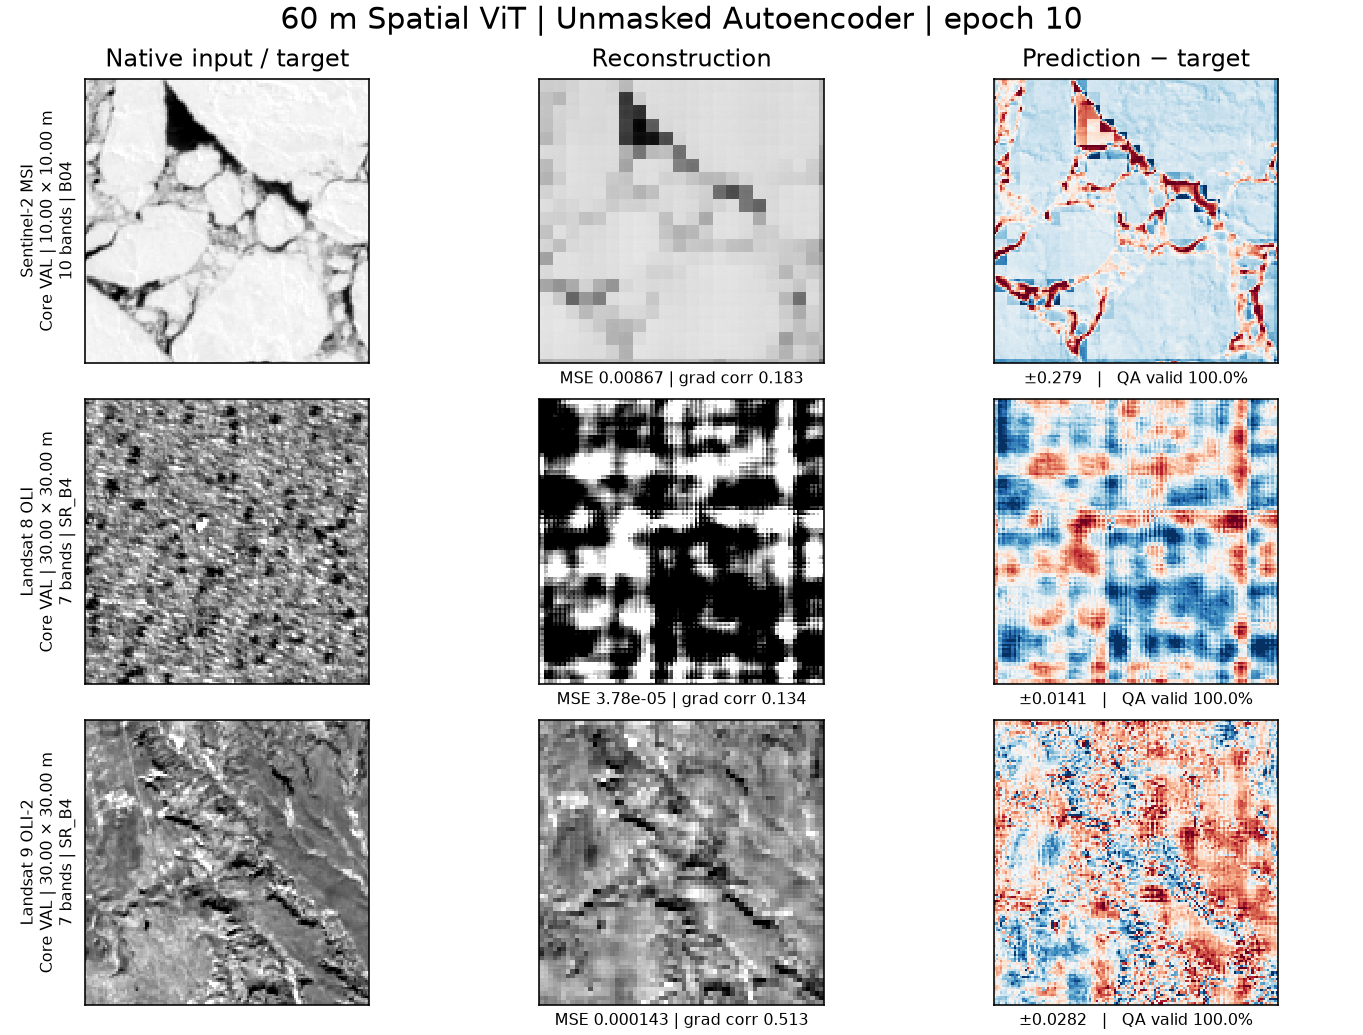 60 m Spatial ViT | Unmasked Autoencoder | epoch 10
Native input / target
Reconstruction
Prediction − target
Sentinel-2 MSI
Core VAL | 10.00 × 10.00 m
10 bands | B04
MSE 0.00867 | grad corr 0.183
±0.279 | QA valid 100.0%
Landsat 8 OLI
Core VAL | 30.00 × 30.00 m
7 bands | SR_B4
MSE 3.78e-05 | grad corr 0.134
±0.0141 | QA valid 100.0%
Landsat 9 OLI-2
Core VAL | 30.00 × 30.00 m
7 bands | SR_B4
MSE 0.000143 | grad corr 0.513
±0.0282 | QA valid 100.0%